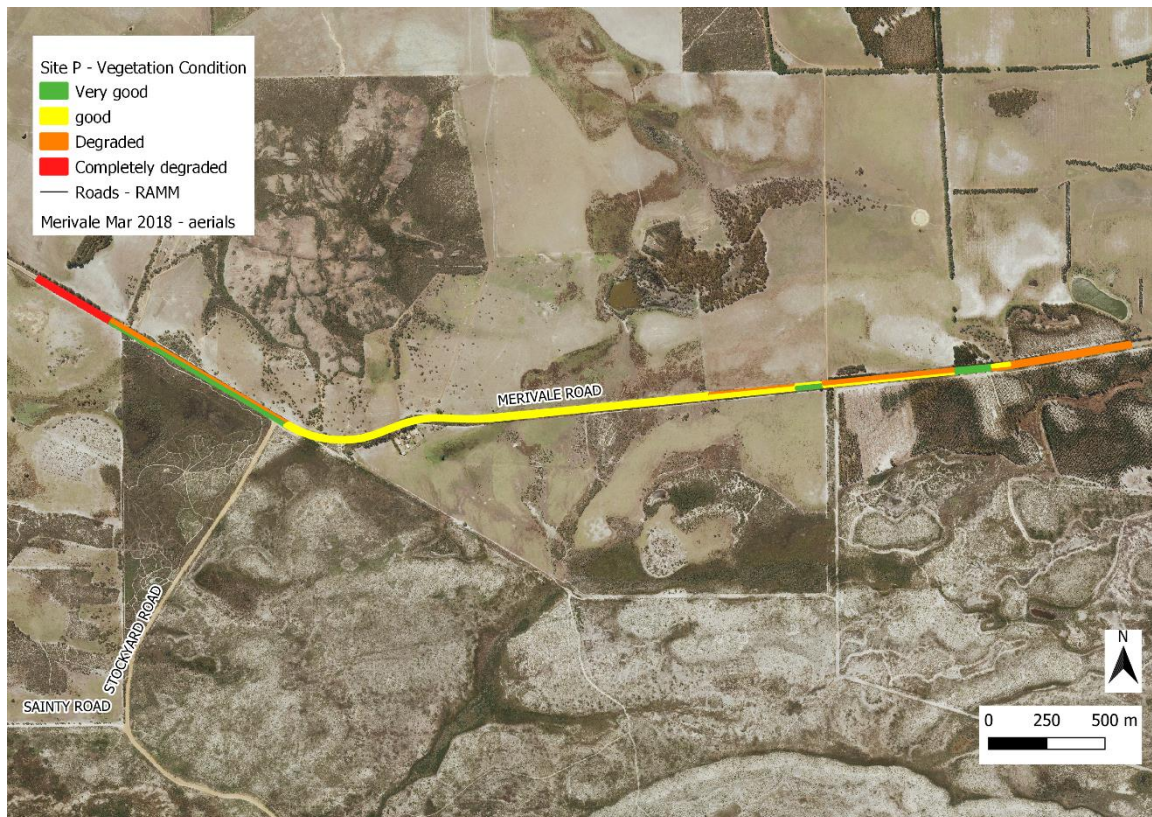 Site P - Vegetation Condition
Very good
good
Degraded
Completely degraded
Roads - RAMM
Merivale Mar 2018 - aerials
MERIVALE ROAD
STOCKYARD ROAD
SAINTY ROAD
N
0 250 500 m